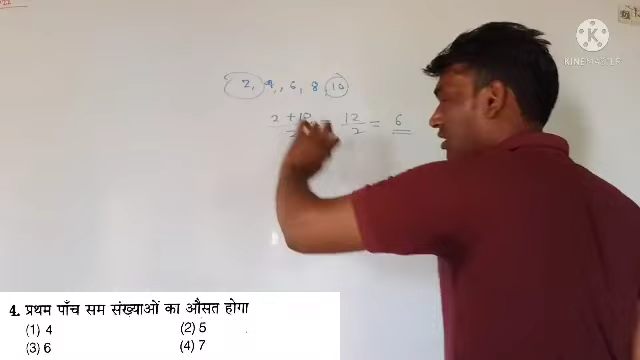 2, 4, 6, 8, 10
2 + 10 / 2 = 12 / 2 = 6
KINEMASTER
4. प्रथम पाँच सम संख्याओं का औसत होगा
(1) 4 (2) 5
(3) 6 (4) 7